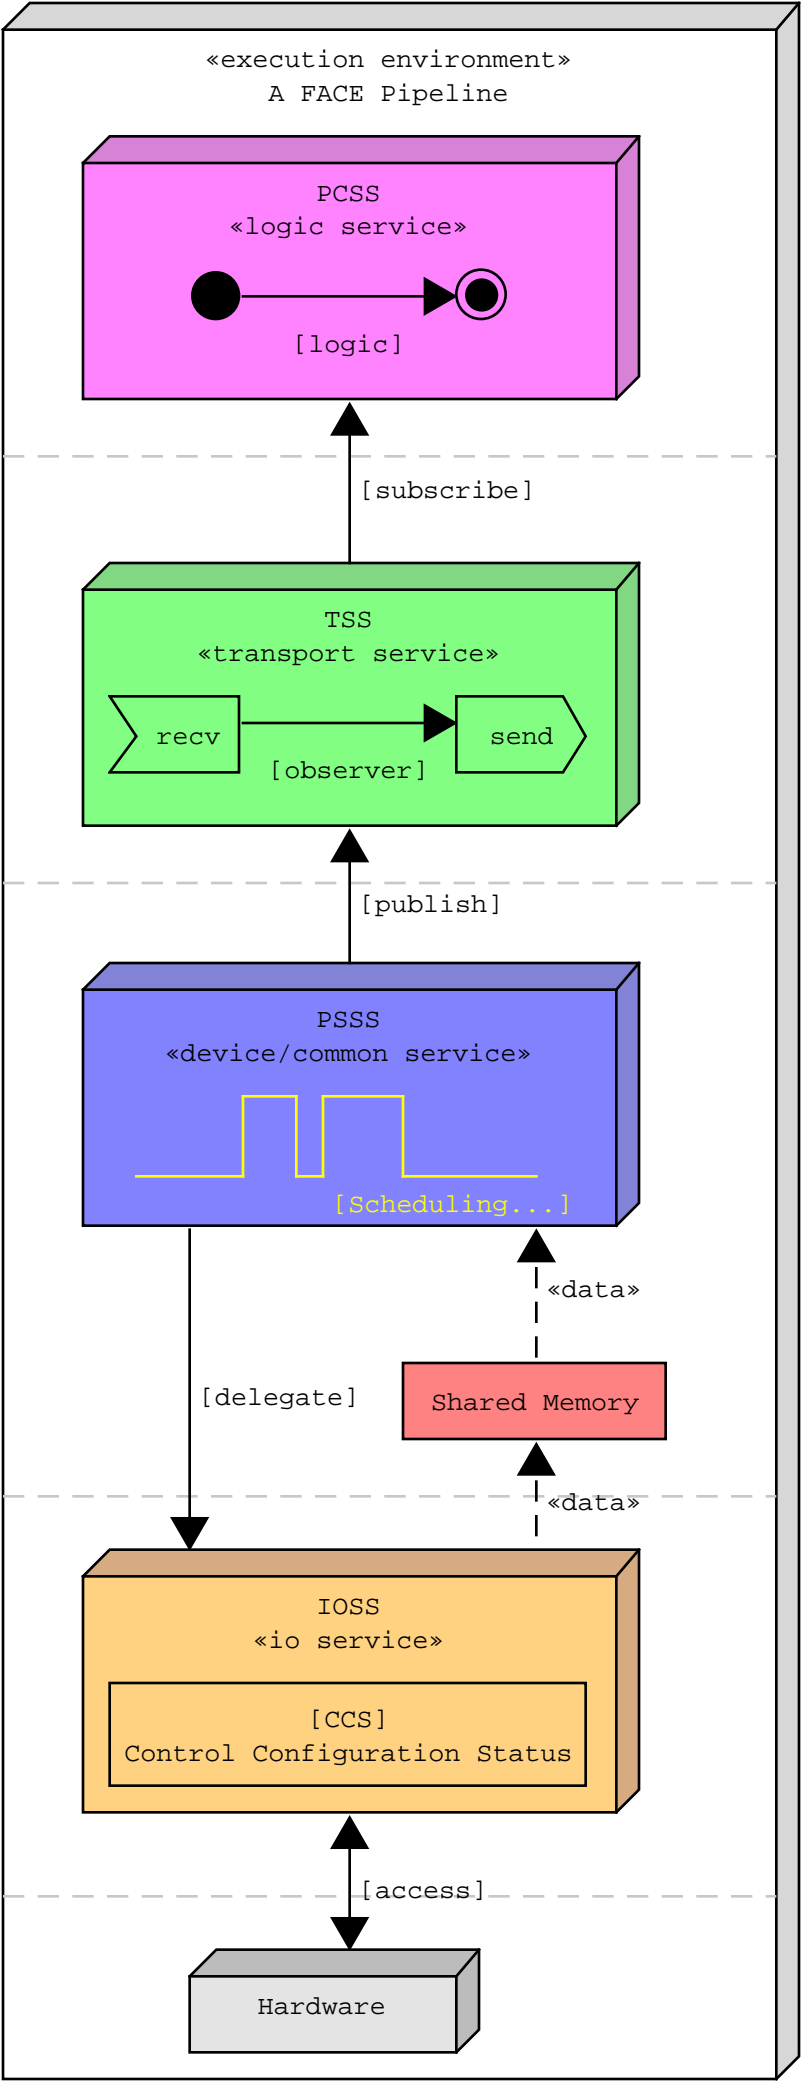 «execution environment»
A FACE Pipeline
PCSS
«logic service»
[logic]
[subscribe]
TSS
«transport service»
recv
send
[observer]
[publish]
PSSS
«device/common service»
[Scheduling...]
«data»
[delegate]
Shared Memory
«data»
IOSS
«io service»
[CCS]
Control Configuration Status
[access]
Hardware